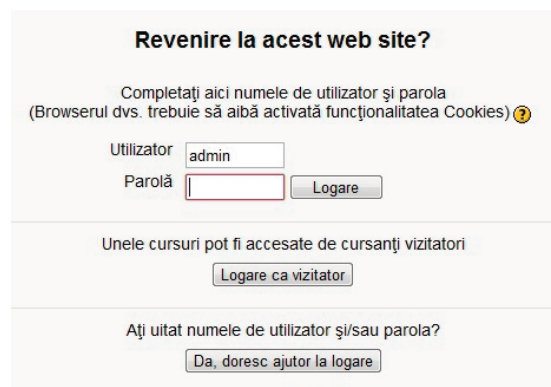 Revenire la acest web site?
Completaţi aici numele de utilizator şi parola
(Browserul dvs. trebuie să aibă activată funcţionalitatea Cookies) ?
Utilizator admin
Parolă Logare
Unele cursuri pot fi accesate de cursanţi vizitatori
Logare ca vizitator
Aţi uitat numele de utilizator şi/sau parola?
Da, doresc ajutor la logare